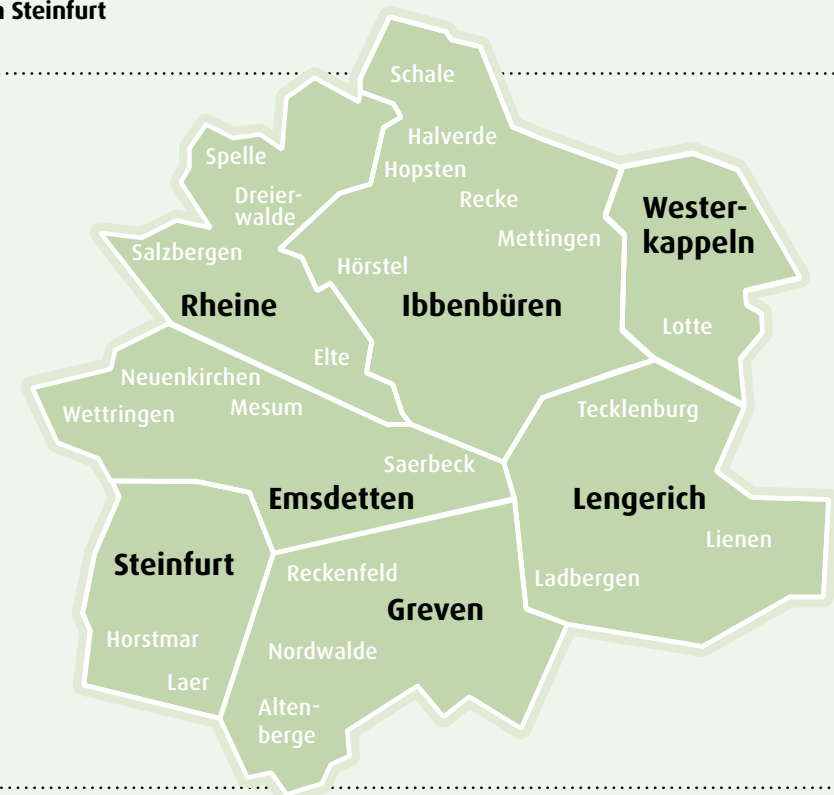 n Steinfurt
Schale
Halverde
Spelle
Hopsten
Dreier-
walde
Recke
Wester-
kappeln
Mettingen
Salzbergen
Hörstel
Rheine
Ibbenbüren
Lotte
Elte
Neuenkirchen
Wettringen
Mesum
Tecklenburg
Saerbeck
Emsdetten
Lengerich
Lienen
Steinfurt
Reckenfeld
Ladbergen
Greven
Horstmar
Nordwalde
Laer
Alten-
berge